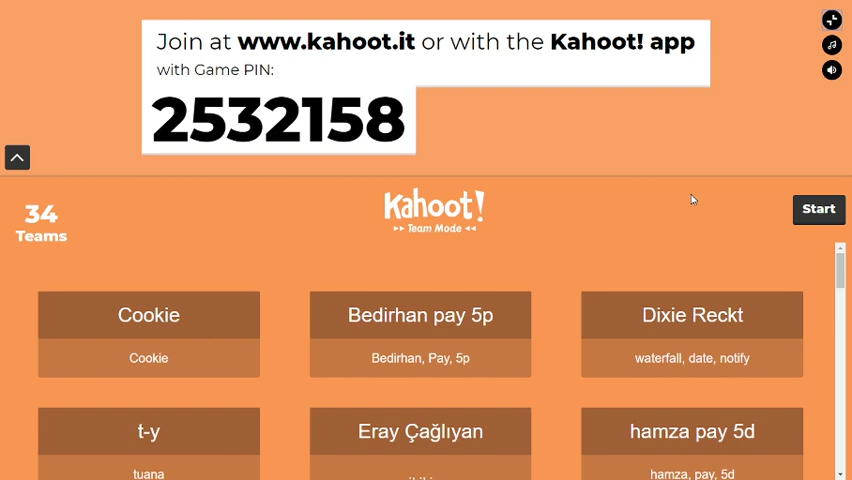 Join at www.kahoot.it or with the Kahoot! app
with Game PIN:
2532158
34
Teams
Kahoot!
Team Mode
Start
Cookie
Cookie
Bedirhan pay 5p
Bedirhan, Pay, 5p
Dixie Reckt
waterfall, date, notify
t-y
tuana
Eray Çağlıyan
hamza pay 5d
hamza, pay, 5d